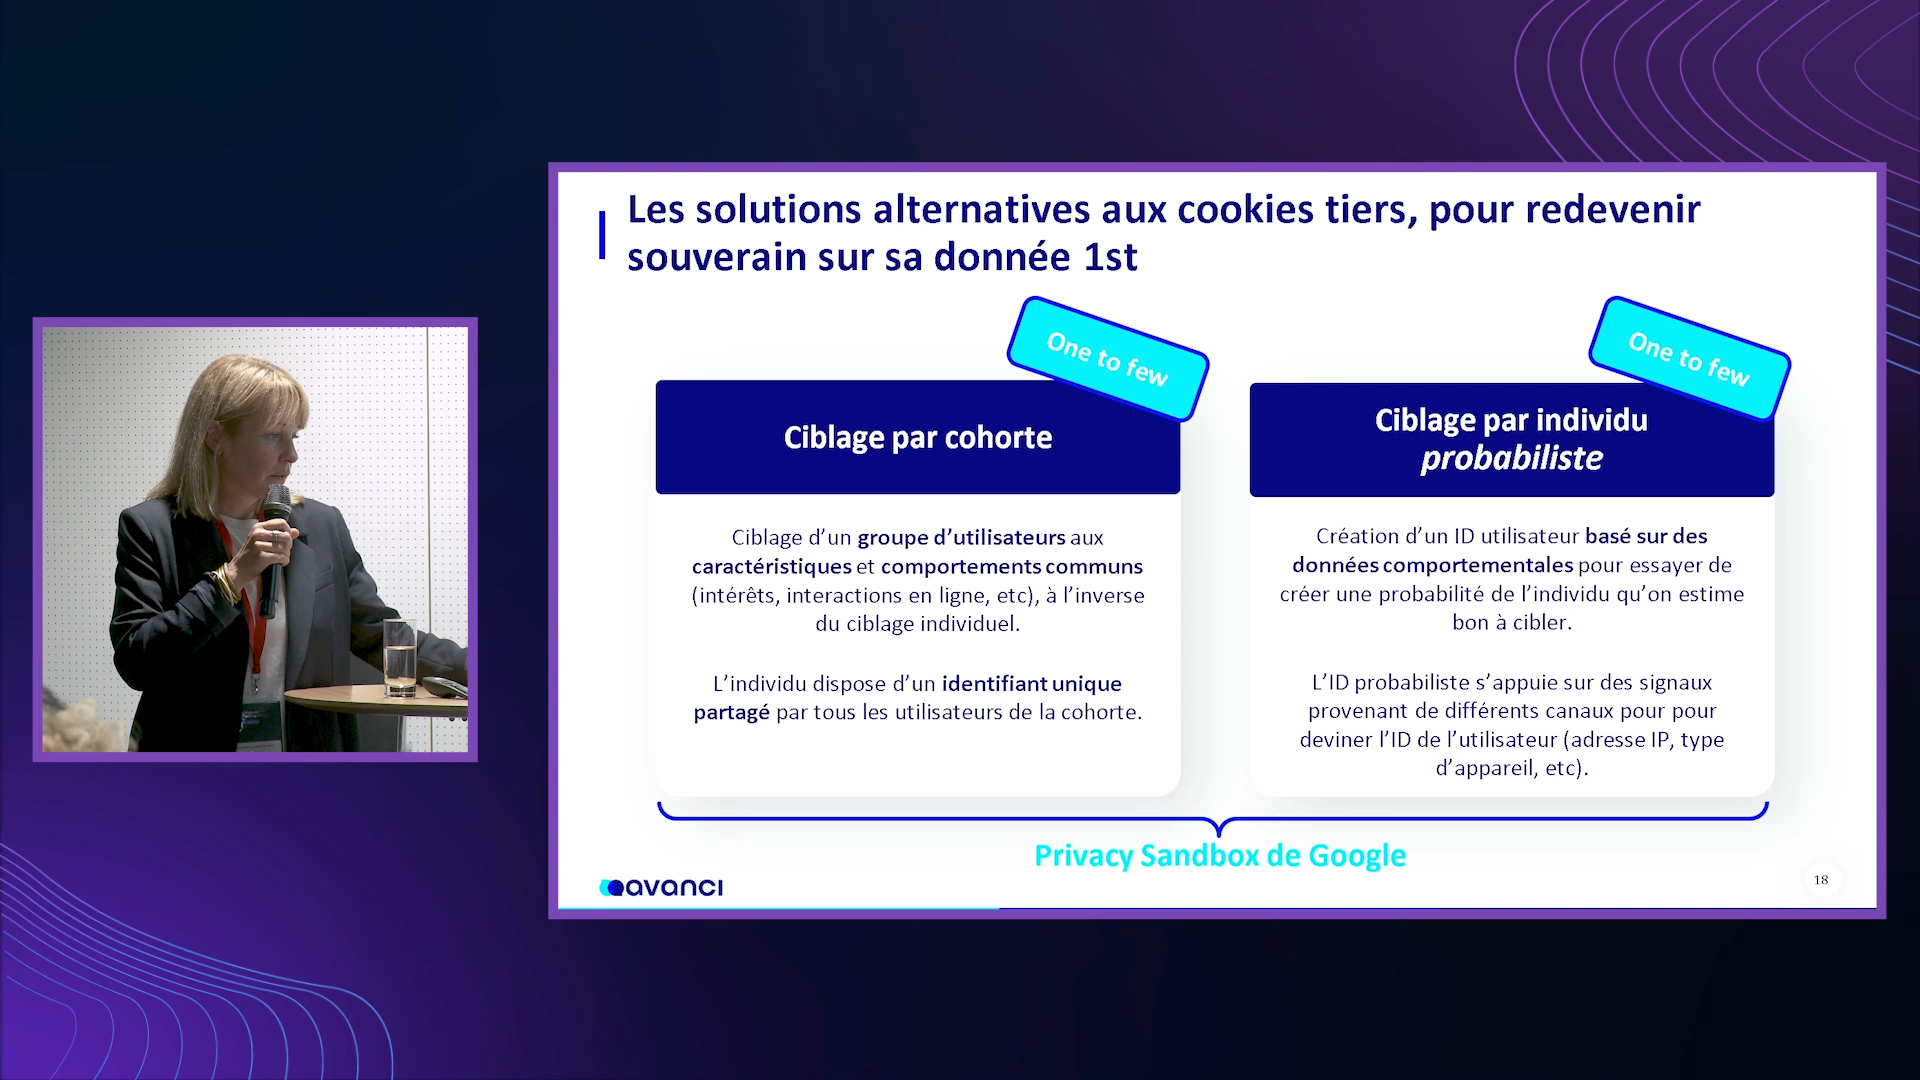 Les solutions alternatives aux cookies tiers, pour redevenir
souverain sur sa donnée 1st
One to few
Ciblage par cohorte
Ciblage d’un groupe d’utilisateurs aux
caractéristiques et comportements communs
(intérêts, interactions en ligne, etc), à l’inverse
du ciblage individuel.
L’individu dispose d’un identifiant unique
partagé par tous les utilisateurs de la cohorte.
One to few
Ciblage par individu
probabiliste
Création d’un ID utilisateur basé sur des
données comportementales pour essayer de
créer une probabilité de l’individu qu’on estime
bon à cibler.
L’ID probabiliste s’appuie sur des signaux
provenant de différents canaux pour pour
deviner l’ID de l’utilisateur (adresse IP, type
d’appareil, etc).
Privacy Sandbox de Google
avanci
18